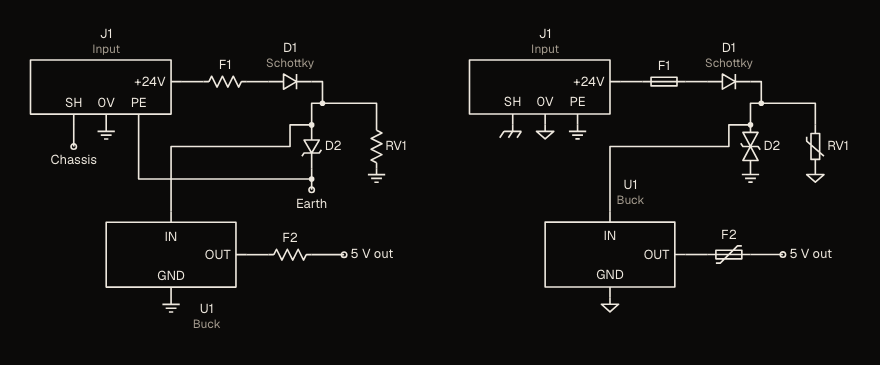 J1
Input
+24V
SH 0V PE
F1
D1
Schottky
D2
RV1
Chassis
Earth
IN
OUT
GND
F2
5 V out
U1
Buck
J1
Input
+24V
SH 0V PE
F1
D1
Schottky
D2
RV1
U1
Buck
IN
OUT
GND
F2
5 V out